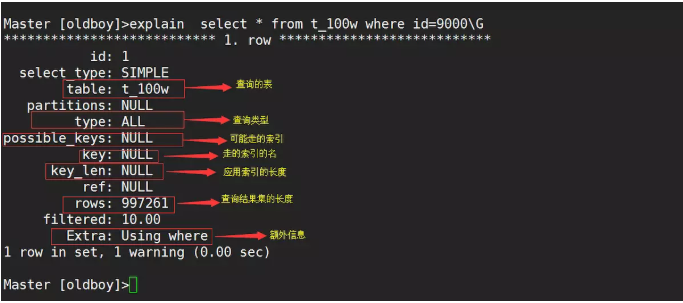 Master [oldboy]>explain  select * from t_100w where id=9000\G
*************************** 1. row ***************************
id: 1
select_type: SIMPLE
table: t_100w 查询的表
partitions: NULL
type: ALL 查询类型
possible_keys: NULL 可能走的索引
key: NULL 走的索引的名
key_len: NULL 应用索引的长度
ref: NULL
rows: 997261 查询结果集的长度
filtered: 10.00
Extra: Using where 额外信息
1 row in set, 1 warning (0.00 sec)
Master [oldboy]>